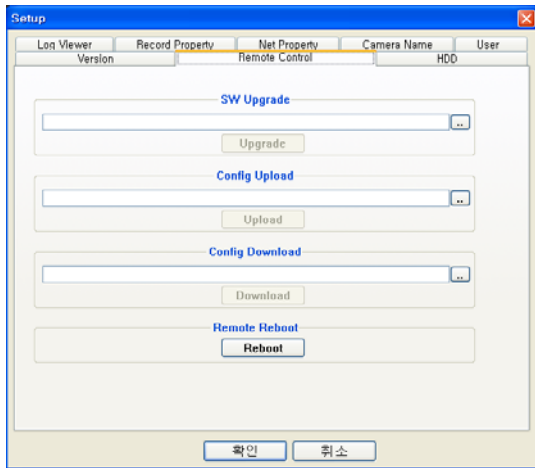 Setup
Log Viewer Record Property Net Property Camera Name User
Version Remote Control HDD
SW Upgrade
..
Upgrade
Config Upload
..
Upload
Config Download
..
Download
Remote Reboot
Reboot
확인 취소